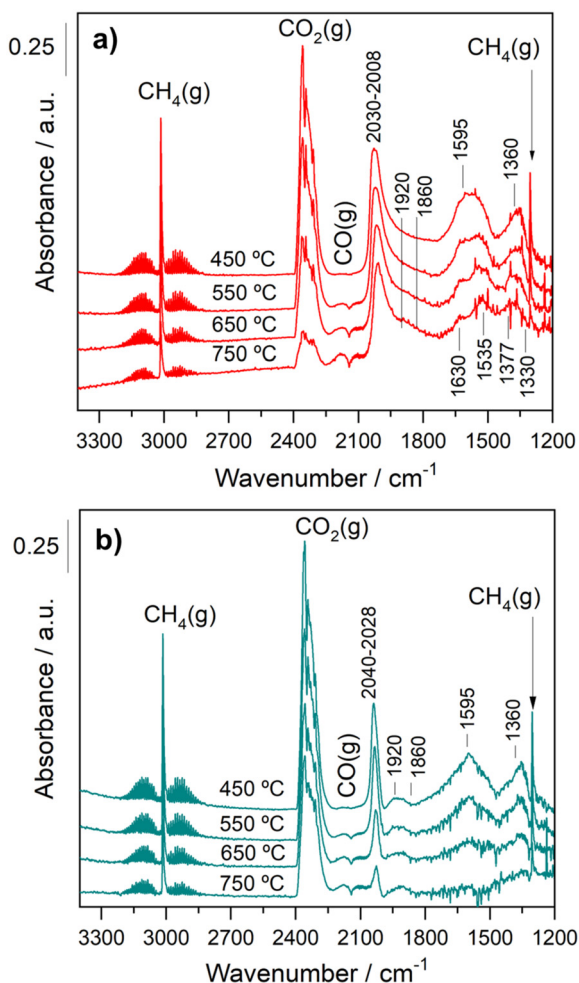 a)
0.25
CO₂(g)
CH₄(g)
CH₄(g)
2030-2008
1920
1860
1595
1360
CO(g)
450 ºC
550 ºC
650 ºC
750 ºC
1630
1535
1377
1330
Absorbance / a.u.
3300 3000 2700 2400 2100 1800 1500 1200
Wavenumber / cm⁻¹
b)
0.25
CO₂(g)
CH₄(g)
CH₄(g)
2040-2028
CO(g)
1920
1860
1595
1360
450 ºC
550 ºC
650 ºC
750 ºC
Absorbance / a.u.
3300 3000 2700 2400 2100 1800 1500 1200
Wavenumber / cm⁻¹